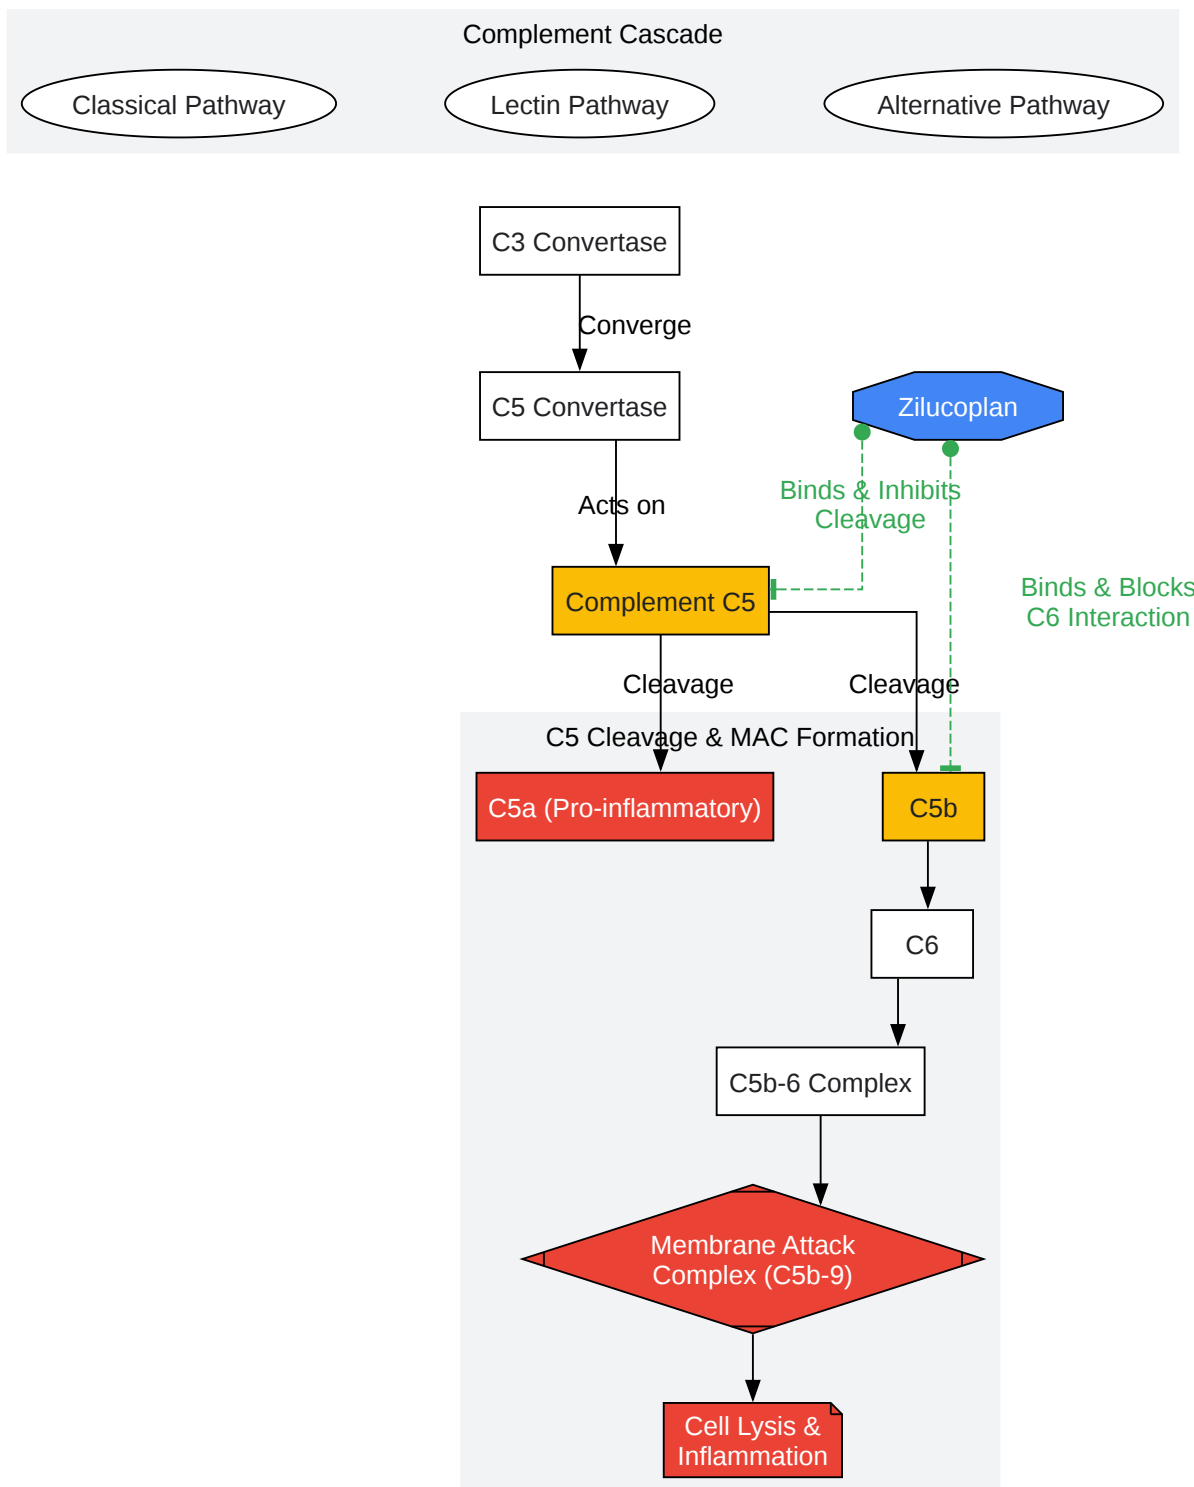 Complement Cascade
Classical Pathway
Lectin Pathway
Alternative Pathway
C3 Convertase
Converge
C5 Convertase
Zilucoplan
Binds & Inhibits
Cleavage
Acts on
Binds & Blocks
C6 Interaction
Complement C5
Cleavage
Cleavage
C5 Cleavage & MAC Formation
C5a (Pro-inflammatory)
C5b
C6
C5b-6 Complex
Membrane Attack
Complex (C5b-9)
Cell Lysis &
Inflammation